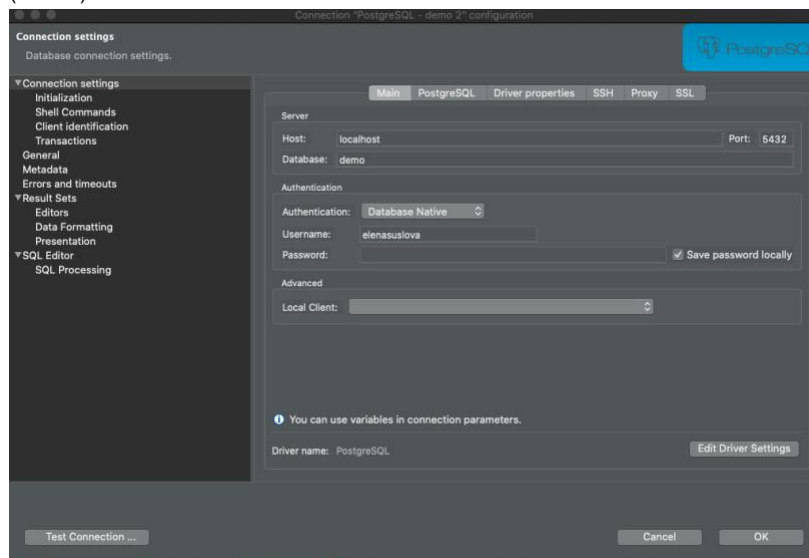 Connection "PostgreSQL - demo 2" configuration
Connection settings
Database connection settings.
PostgreSQ
Connection settings
Initialization
Shell Commands
Client identification
Transactions
General
Metadata
Errors and timeouts
Result Sets
Editors
Data Formatting
Presentation
SQL Editor
SQL Processing
Main PostgreSQL Driver properties SSH Proxy SSL
Server
Host: localhost Port: 5432
Database: demo
Authentication
Authentication: Database Native
Username: elenasuslova
Password: Save password locally
Advanced
Local Client:
You can use variables in connection parameters.
Driver name: PostgreSQL Edit Driver Settings
Test Connection ... Cancel OK